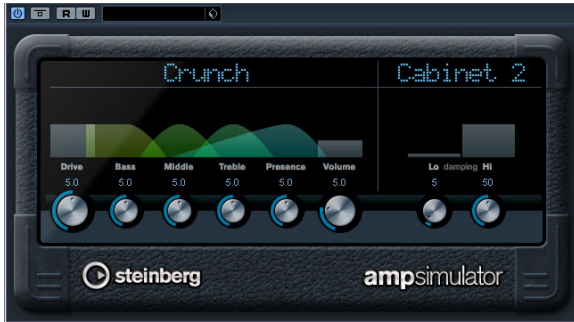 R W
Crunch Cabinet 2
Drive Bass Middle Treble Presence Volume Lo damping Hi
5.0 5.0 5.0 5.0 5.0 5.0 5 50
steinberg ampsimulator